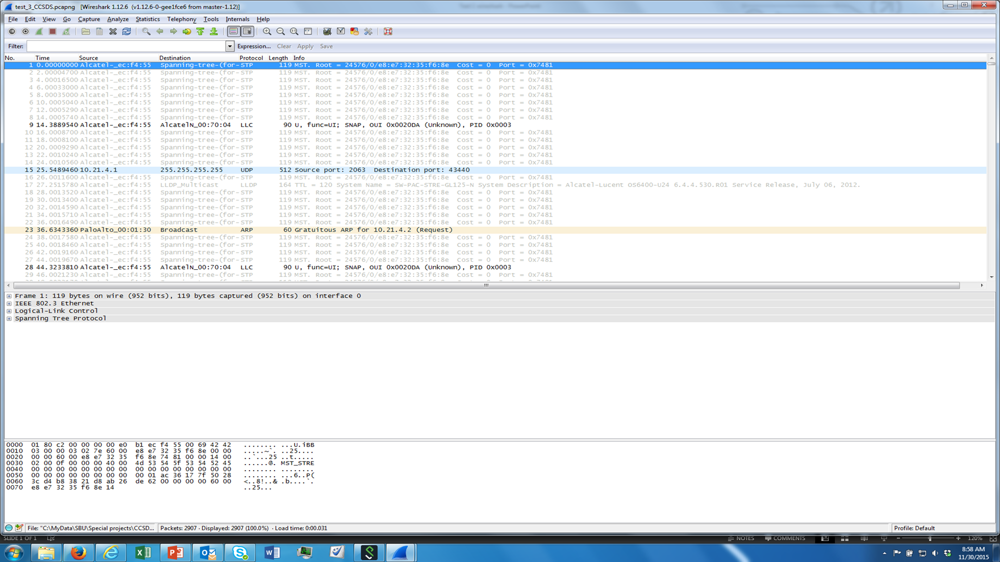 test_3_CCSDS.pcapng [Wireshark 1.12.6 (v1.12.6-0-gee1fce6 from master-1.12)]
File Edit View Go Capture Analyze Statistics Telephony Tools Internals Help
Filter: Expression... Clear Apply Save
No. Time Source Destination Protocol Length Info
1 0.00000000 Alcatel-_ec:f4:55 Spanning-tree-(for- STP 119 MST. Root = 24576/0/e8:e7:32:35:f6:8e Cost = 0 Port = 0x7481
2 2.00004700 Alcatel-_ec:f4:55 Spanning-tree-(for- STP 119 MST. Root = 24576/0/e8:e7:32:35:f6:8e Cost = 0 Port = 0x7481
3 4.00016500 Alcatel-_ec:f4:55 Spanning-tree-(for- STP 119 MST. Root = 24576/0/e8:e7:32:35:f6:8e Cost = 0 Port = 0x7481
4 6.00033000 Alcatel-_ec:f4:55 Spanning-tree-(for- STP 119 MST. Root = 24576/0/e8:e7:32:35:f6:8e Cost = 0 Port = 0x7481
5 8.00035000 Alcatel-_ec:f4:55 Spanning-tree-(for- STP 119 MST. Root = 24576/0/e8:e7:32:35:f6:8e Cost = 0 Port = 0x7481
6 10.0005040 Alcatel-_ec:f4:55 Spanning-tree-(for- STP 119 MST. Root = 24576/0/e8:e7:32:35:f6:8e Cost = 0 Port = 0x7481
7 12.0005290 Alcatel-_ec:f4:55 Spanning-tree-(for- STP 119 MST. Root = 24576/0/e8:e7:32:35:f6:8e Cost = 0 Port = 0x7481
8 14.0005740 Alcatel-_ec:f4:55 Spanning-tree-(for- STP 119 MST. Root = 24576/0/e8:e7:32:35:f6:8e Cost = 0 Port = 0x7481
9 14.3889540 Alcatel-_ec:f4:55 AlcatelN_00:70:04 LLC 90 U, func=UI; SNAP, OUI 0x0020DA (Unknown), PID 0x0003
10 16.0008700 Alcatel-_ec:f4:55 Spanning-tree-(for- STP 119 MST. Root = 24576/0/e8:e7:32:35:f6:8e Cost = 0 Port = 0x7481
11 18.0008100 Alcatel-_ec:f4:55 Spanning-tree-(for- STP 119 MST. Root = 24576/0/e8:e7:32:35:f6:8e Cost = 0 Port = 0x7481
12 20.0009290 Alcatel-_ec:f4:55 Spanning-tree-(for- STP 119 MST. Root = 24576/0/e8:e7:32:35:f6:8e Cost = 0 Port = 0x7481
13 22.0010240 Alcatel-_ec:f4:55 Spanning-tree-(for- STP 119 MST. Root = 24576/0/e8:e7:32:35:f6:8e Cost = 0 Port = 0x7481
14 24.0010560 Alcatel-_ec:f4:55 Spanning-tree-(for- STP 119 MST. Root = 24576/0/e8:e7:32:35:f6:8e Cost = 0 Port = 0x7481
15 25.5489460 10.21.4.1 255.255.255.255 UDP 512 Source port: 2063 Destination port: 43440
16 26.0011600 Alcatel-_ec:f4:55 Spanning-tree-(for- STP 119 MST. Root = 24576/0/e8:e7:32:35:f6:8e Cost = 0 Port = 0x7481
17 27.2515780 Alcatel-_ec:f4:55 LLDP_Multicast LLDP 164 TTL = 120 System Name = SW-PAC-STRE-GL125-N System Description = Alcatel-Lucent OS6400-U24 6.4.4.530.R01 Service Release, July 06, 2012.
18 28.0013520 Alcatel-_ec:f4:55 Spanning-tree-(for- STP 119 MST. Root = 24576/0/e8:e7:32:35:f6:8e Cost = 0 Port = 0x7481
19 30.0013400 Alcatel-_ec:f4:55 Spanning-tree-(for- STP 119 MST. Root = 24576/0/e8:e7:32:35:f6:8e Cost = 0 Port = 0x7481
20 32.0014590 Alcatel-_ec:f4:55 Spanning-tree-(for- STP 119 MST. Root = 24576/0/e8:e7:32:35:f6:8e Cost = 0 Port = 0x7481
21 34.0015710 Alcatel-_ec:f4:55 Spanning-tree-(for- STP 119 MST. Root = 24576/0/e8:e7:32:35:f6:8e Cost = 0 Port = 0x7481
22 36.0016490 Alcatel-_ec:f4:55 Spanning-tree-(for- STP 119 MST. Root = 24576/0/e8:e7:32:35:f6:8e Cost = 0 Port = 0x7481
23 36.6343360 PaloAlto_00:01:30 Broadcast ARP 60 Gratuitous ARP for 10.21.4.2 (Request)
24 38.0017580 Alcatel-_ec:f4:55 Spanning-tree-(for- STP 119 MST. Root = 24576/0/e8:e7:32:35:f6:8e Cost = 0 Port = 0x7481
25 40.0018460 Alcatel-_ec:f4:55 Spanning-tree-(for- STP 119 MST. Root = 24576/0/e8:e7:32:35:f6:8e Cost = 0 Port = 0x7481
26 42.0019160 Alcatel-_ec:f4:55 Spanning-tree-(for- STP 119 MST. Root = 24576/0/e8:e7:32:35:f6:8e Cost = 0 Port = 0x7481
27 44.0019670 Alcatel-_ec:f4:55 Spanning-tree-(for- STP 119 MST. Root = 24576/0/e8:e7:32:35:f6:8e Cost = 0 Port = 0x7481
28 44.3233810 Alcatel-_ec:f4:55 AlcatelN_00:70:04 LLC 90 U, func=UI; SNAP, OUI 0x0020DA (Unknown), PID 0x0003
29 46.0021230 Alcatel-_ec:f4:55 Spanning-tree-(for- STP 119 MST. Root = 24576/0/e8:e7:32:35:f6:8e Cost = 0 Port = 0x7481
Frame 1: 119 bytes on wire (952 bits), 119 bytes captured (952 bits) on interface 0
IEEE 802.3 Ethernet
Logical-Link Control
Spanning Tree Protocol
0000 01 80 c2 00 00 00 00 e0 b1 ec f4 55 00 69 42 42 ........ ...U.iBB
0010 03 00 00 03 02 7e 60 00 e8 e7 32 35 f6 8e 00 00 .....~`. ..25....
0020 00 00 60 00 e8 e7 32 35 f6 8e 74 81 00 00 14 00 ..`...25 ..t.....
0030 02 00 0f 00 00 00 40 00 4d 53 54 5f 53 54 52 45 ......@. MST_STRE
0040 00 00 00 00 00 00 00 00 00 00 00 00 00 00 00 00 ........ ........
0050 00 00 00 00 00 00 00 00 00 01 ac 36 17 7f 50 28 ........ ...6..P(
0060 3c d4 b8 38 21 d8 ab 26 de 62 00 00 00 00 60 00 <..8!..& .b....`.
0070 e8 e7 32 35 f6 8e 14 ..25...
File: "C:\MyData\SBU\Special projects\CCSD... Packets: 2907 · Displayed: 2907 (100.0%) · Load time: 0:00.031 Profile: Default
SLIDE 1 OF 1 NOTES COMMENTS 120%
8:58 AM
11/30/2015